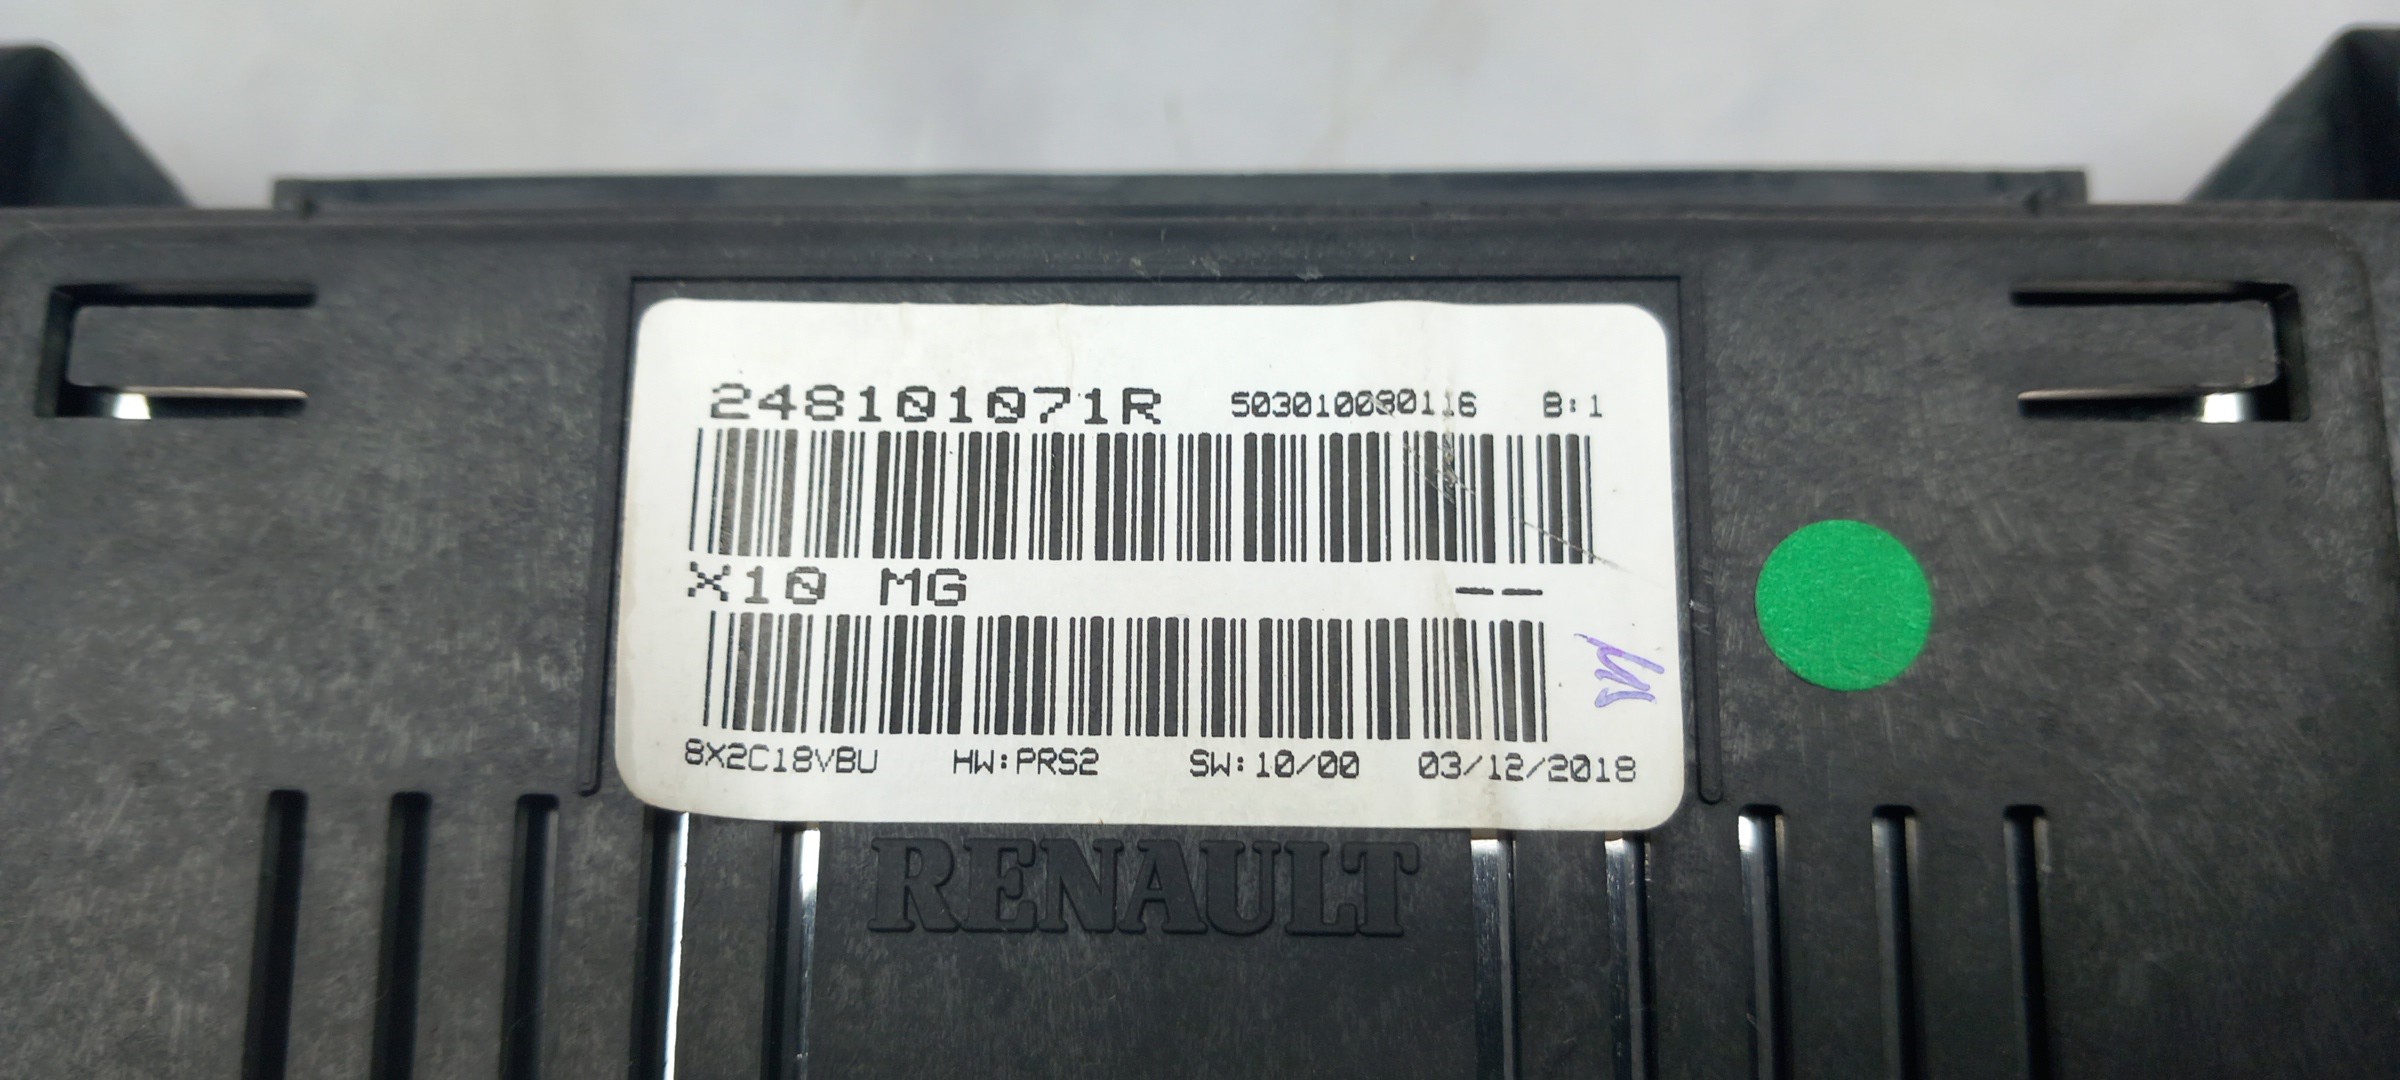 248101071R 503010080116 B:1
X10 MG --
8X2C18VBU HW:PRS2 SW:10/00 03/12/2018
RENAULT